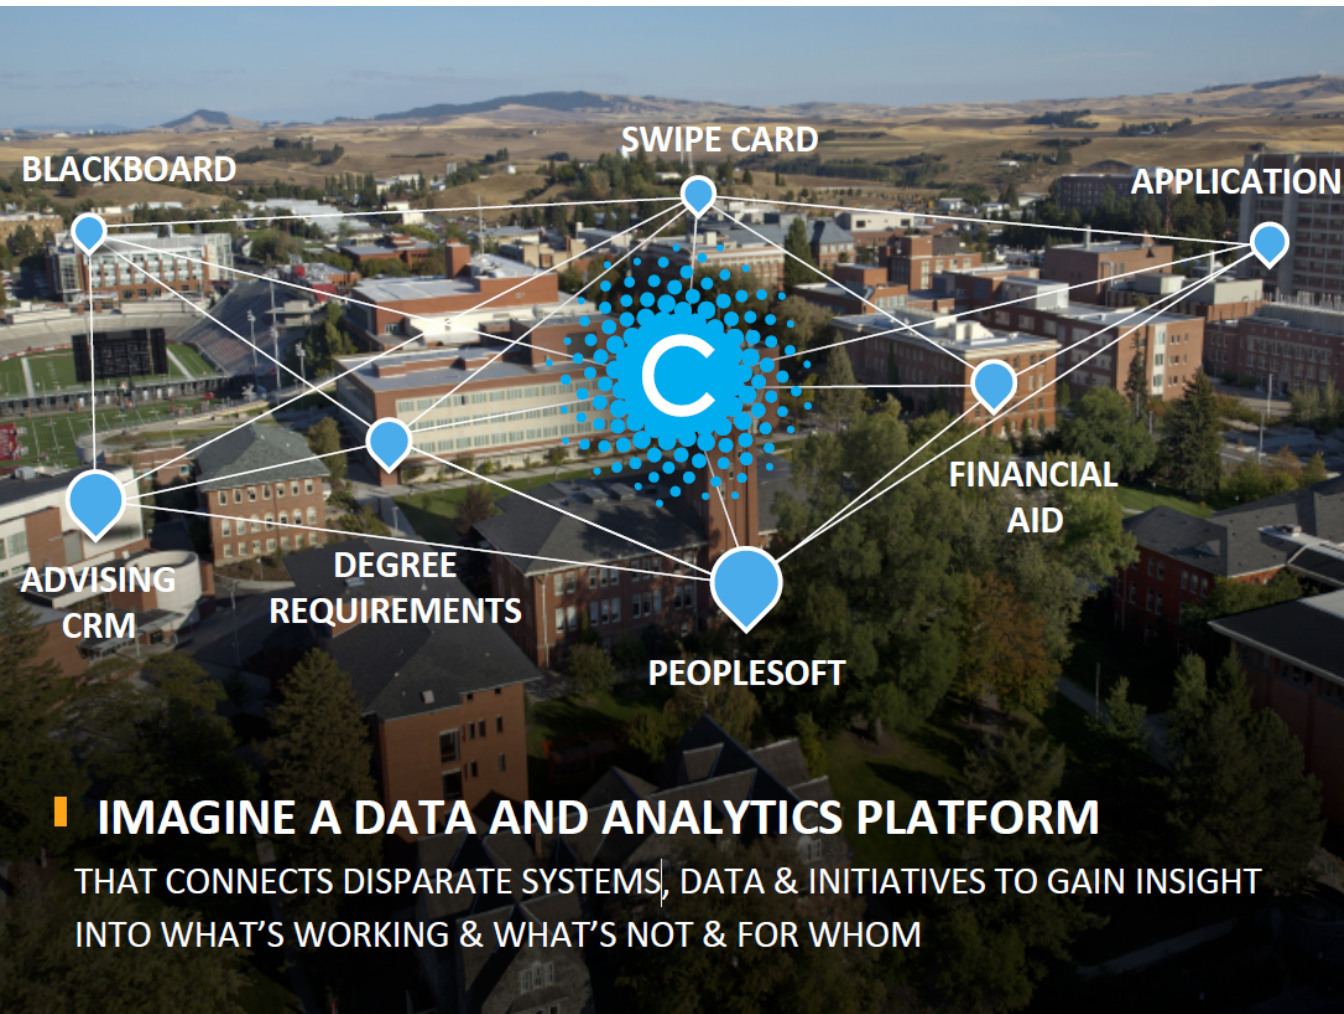 SWIPE CARD
BLACKBOARD
APPLICATION
C
FINANCIAL
AID
DEGREE
REQUIREMENTS
ADVISING
CRM
PEOPLESOFT
IMAGINE A DATA AND ANALYTICS PLATFORM
THAT CONNECTS DISPARATE SYSTEMS, DATA & INITIATIVES TO GAIN INSIGHT
INTO WHAT’S WORKING & WHAT’S NOT & FOR WHOM